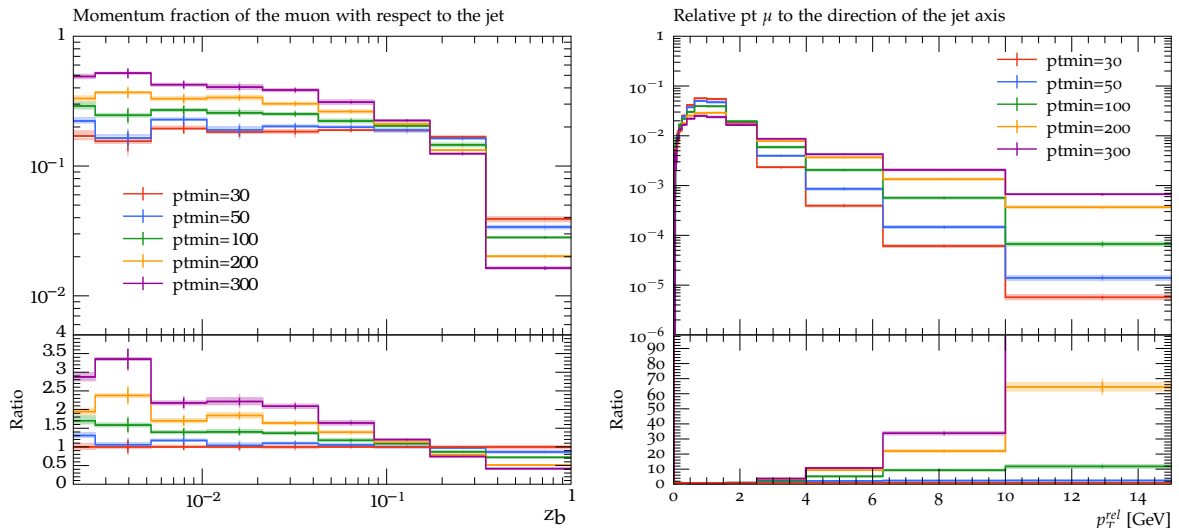 Momentum fraction of the muon with respect to the jet
1
10⁻¹
10⁻²
ptmin=30
ptmin=50
ptmin=100
ptmin=200
ptmin=300
4
3.5
3
2.5
2
1.5
1
0.5
0
Ratio
10⁻²
10⁻¹
1
z_b
Relative pt μ to the direction of the jet axis
1
10⁻¹
10⁻²
10⁻³
10⁻⁴
10⁻⁵
10⁻⁶
ptmin=30
ptmin=50
ptmin=100
ptmin=200
ptmin=300
100
90
80
70
60
50
40
30
20
10
0
Ratio
0 2 4 6 8 10 12 14
p_T^rel [GeV]